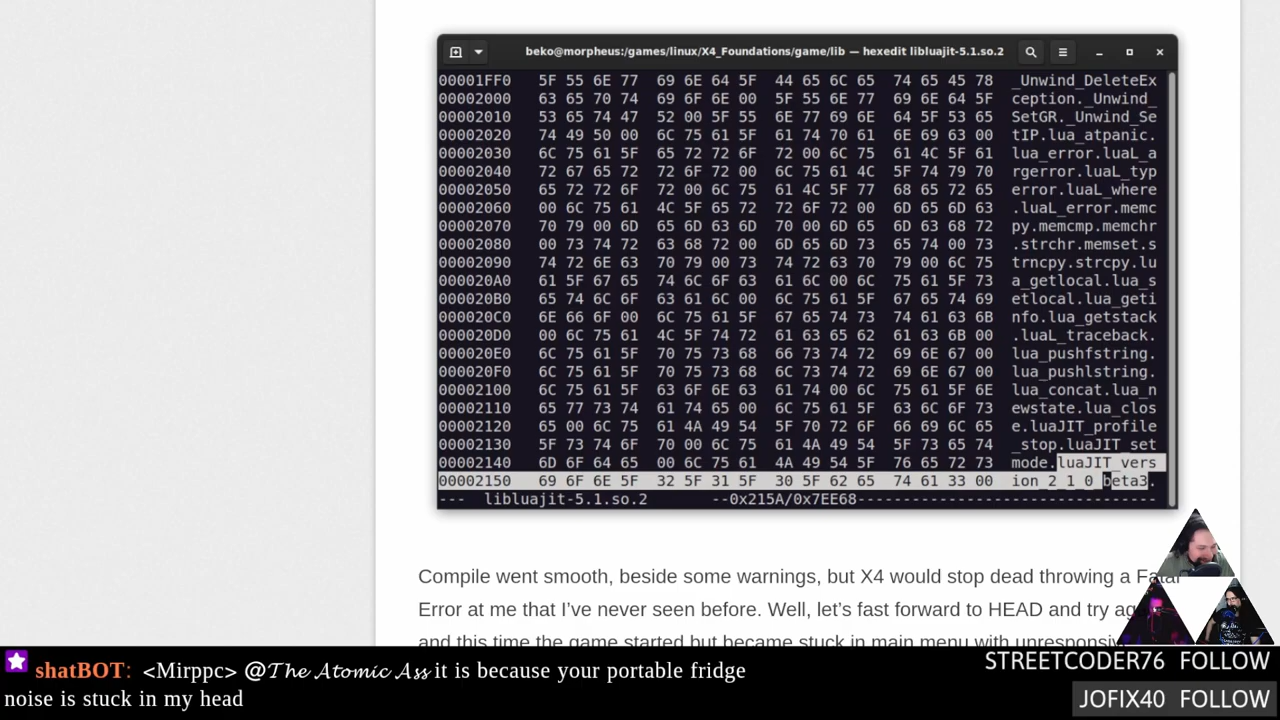 beko@morpheus:/games/linux/X4_Foundations/game/lib — hexedit libluajit-5.1.so.2
00001FF0 5F 55 6E 77 69 6E 64 5F 44 65 6C 65 74 65 45 78 _Unwind_DeleteEx
00002000 63 65 70 74 69 6F 6E 00 5F 55 6E 77 69 6E 64 5F ception._Unwind_
00002010 53 65 74 47 52 00 5F 55 6E 77 69 6E 64 5F 53 65 SetGR._Unwind_Se
00002020 74 49 50 00 6C 75 61 5F 61 74 70 61 6E 69 63 00 tIP.lua_atpanic.
00002030 6C 75 61 5F 65 72 72 6F 72 00 6C 75 61 4C 5F 61 lua_error.luaL_a
00002040 72 67 65 72 72 6F 72 00 6C 75 61 4C 5F 74 79 70 rgerror.luaL_typ
00002050 65 72 72 6F 72 00 6C 75 61 4C 5F 77 68 65 72 65 error.luaL_where
00002060 00 6C 75 61 4C 5F 65 72 72 6F 72 00 6D 65 6D 63 .luaL_error.memc
00002070 70 79 00 6D 65 6D 63 6D 70 00 6D 65 6D 63 68 72 py.memcmp.memchr
00002080 00 73 74 72 63 68 72 00 6D 65 6D 73 65 74 00 73 .strchr.memset.s
00002090 74 72 6E 63 70 79 00 73 74 72 63 70 79 00 6C 75 trncpy.strcpy.lu
000020A0 61 5F 67 65 74 6C 6F 63 61 6C 00 6C 75 61 5F 73 a_getlocal.lua_s
000020B0 65 74 6C 6F 63 61 6C 00 6C 75 61 5F 67 65 74 69 etlocal.lua_geti
000020C0 6E 66 6F 00 6C 75 61 5F 67 65 74 73 74 61 63 6B nfo.lua_getstack
000020D0 00 6C 75 61 4C 5F 74 72 61 63 65 62 61 63 6B 00 .luaL_traceback.
000020E0 6C 75 61 5F 70 75 73 68 66 73 74 72 69 6E 67 00 lua_pushfstring.
000020F0 6C 75 61 5F 70 75 73 68 6C 73 74 72 69 6E 67 00 lua_pushlstring.
00002100 6C 75 61 5F 63 6F 6E 63 61 74 00 6C 75 61 5F 6E lua_concat.lua_n
00002110 65 77 73 74 61 74 65 00 6C 75 61 5F 63 6C 6F 73 ewstate.lua_clos
00002120 65 00 6C 75 61 4A 49 54 5F 70 72 6F 66 69 6C 65 e.luaJIT_profile
00002130 5F 73 74 6F 70 00 6C 75 61 4A 49 54 5F 73 65 74 _stop.luaJIT_set
00002140 6D 6F 64 65 00 6C 75 61 4A 49 54 5F 76 65 72 73 mode.luaJIT_vers
00002150 69 6F 6E 5F 32 5F 31 5F 30 5F 62 65 74 61 33 00 ion_2_1_0_beta3.
--- libluajit-5.1.so.2 --0x215A/0x7EE68--------------------------------
Compile went smooth, beside some warnings, but X4 would stop dead throwing a Fatal
Error at me that I've never seen before. Well, let's fast forward to HEAD and try
and this time the game started but became stuck in main menu with
shatBOT: <Mirppc> @𝓣𝓱𝓮 𝓐𝓽𝓸𝓶𝓲𝓬 𝓐𝓼𝓼 it is because your portable fridge
noise is stuck in my head
STREETCODER76 FOLLOW
JOFIX40 FOLLOW